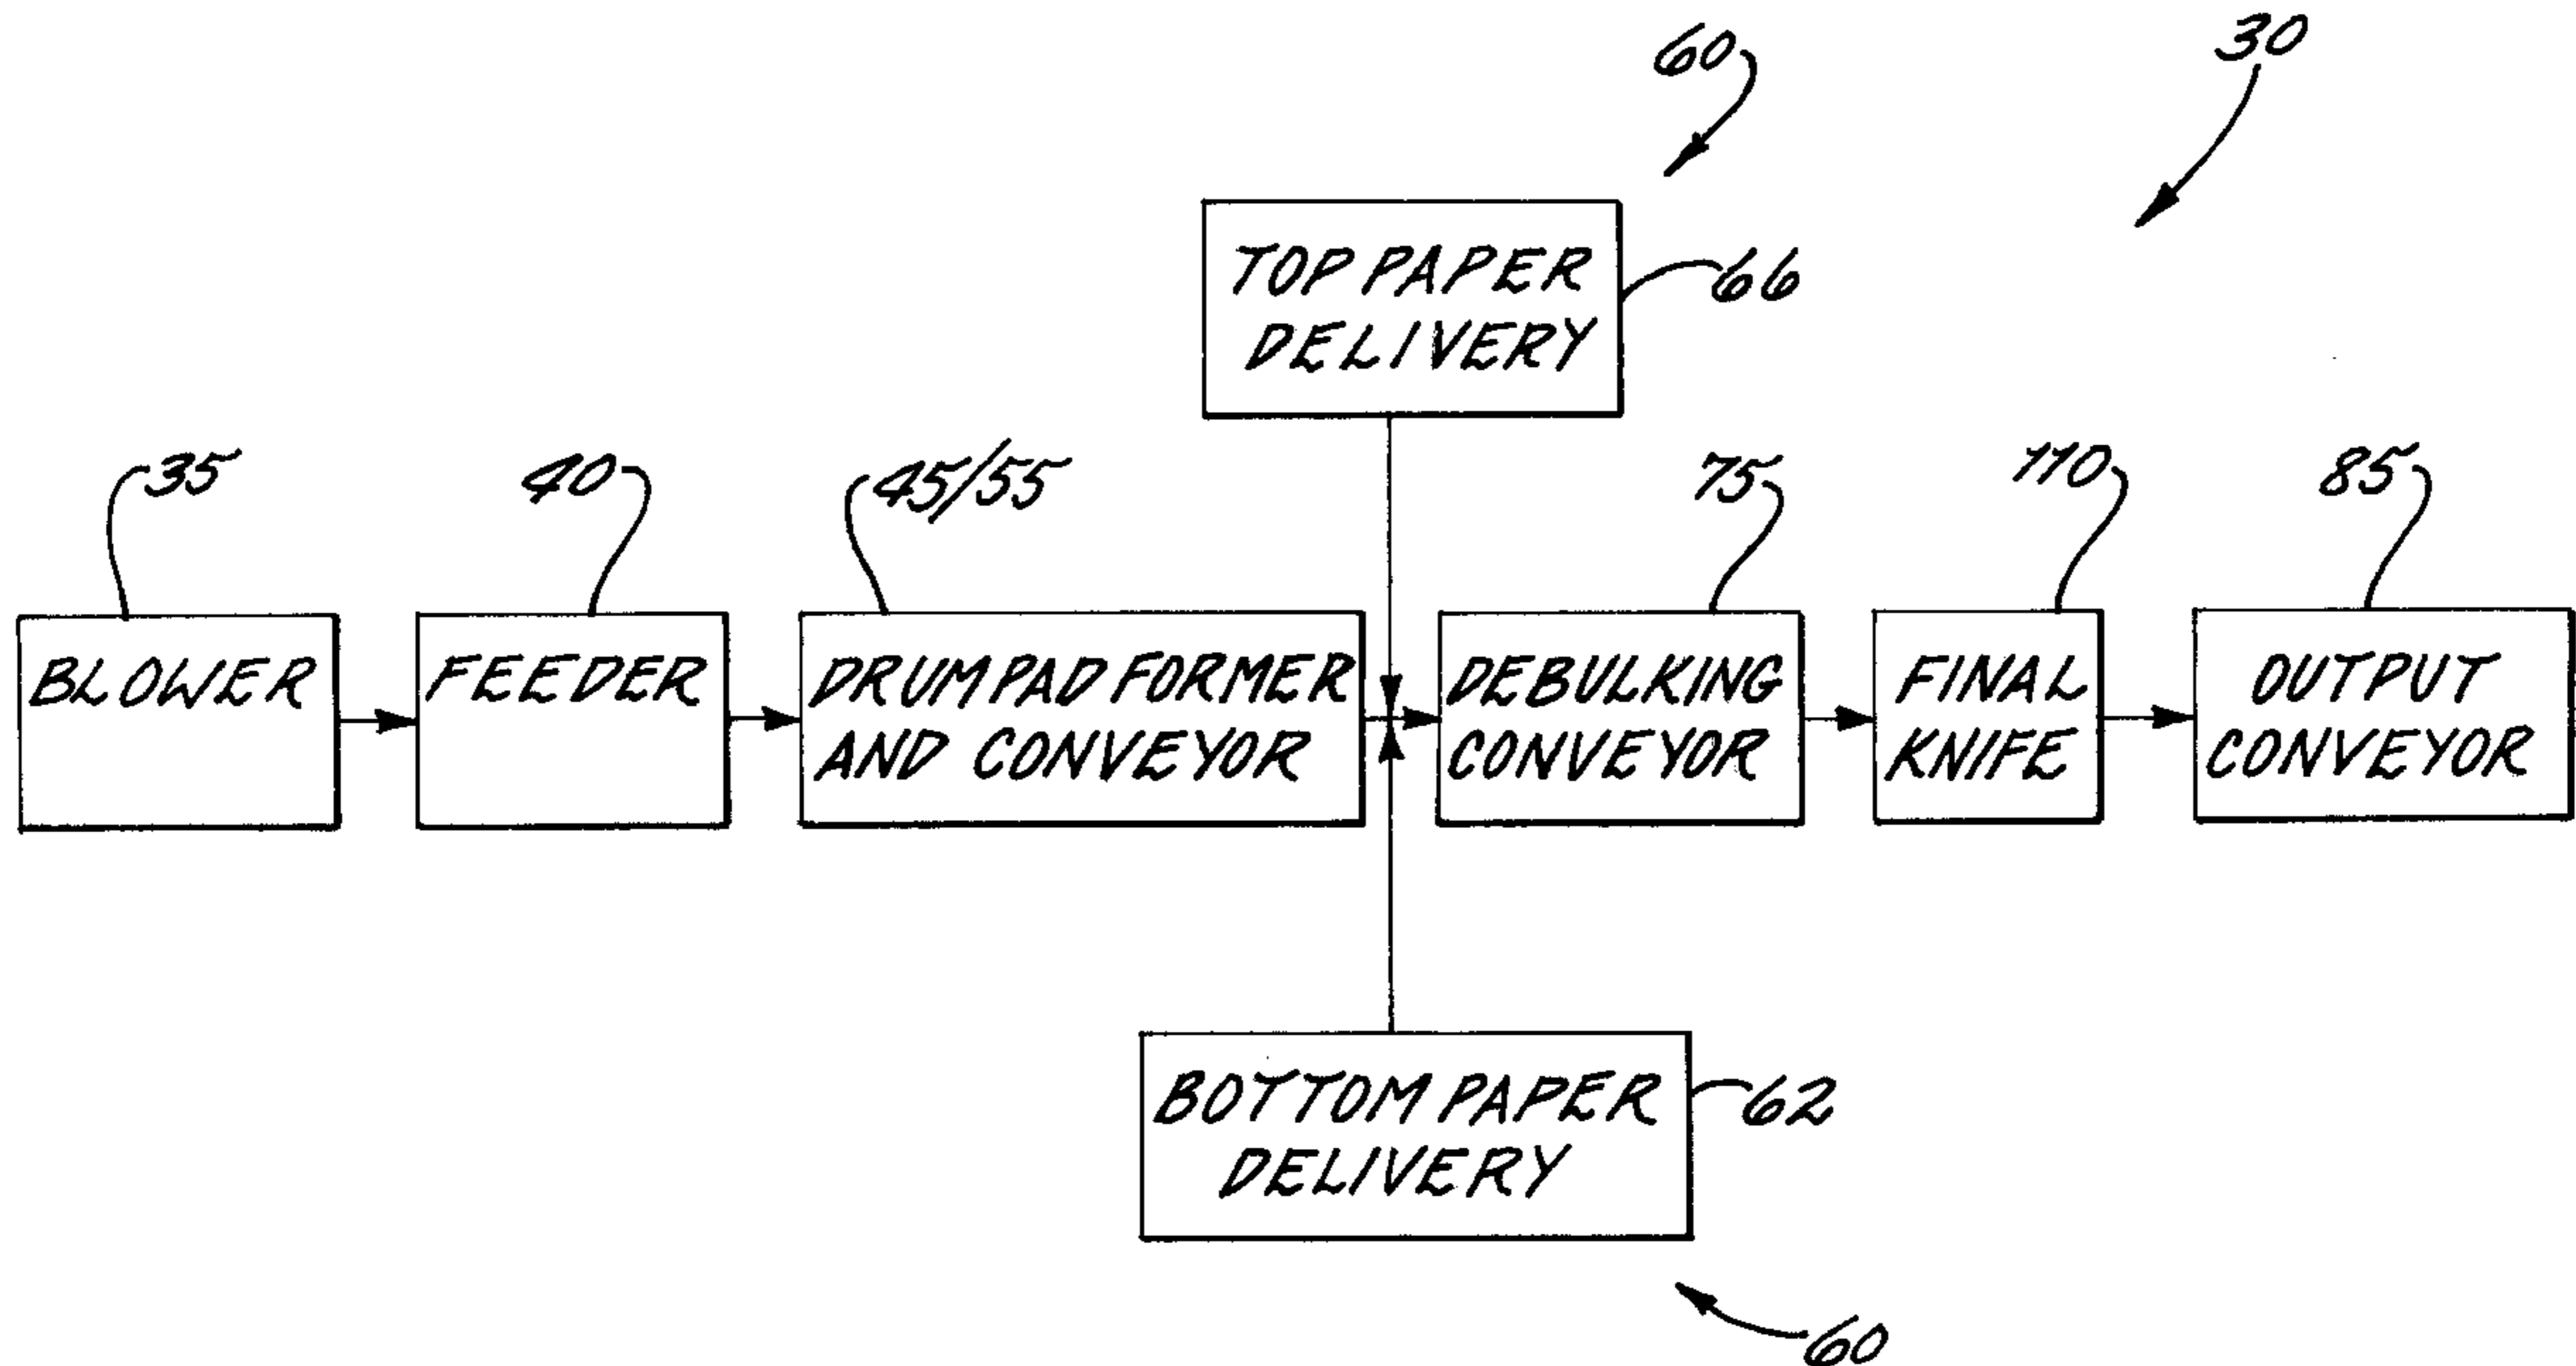 60
30
TOP PAPER
DELIVERY
66
35
40
45/55
75
110
85
BLOWER
FEEDER
DRUM PAD FORMER
AND CONVEYOR
DEBULKING
CONVEYOR
FINAL
KNIFE
OUTPUT
CONVEYOR
BOTTOM PAPER
DELIVERY
62
60